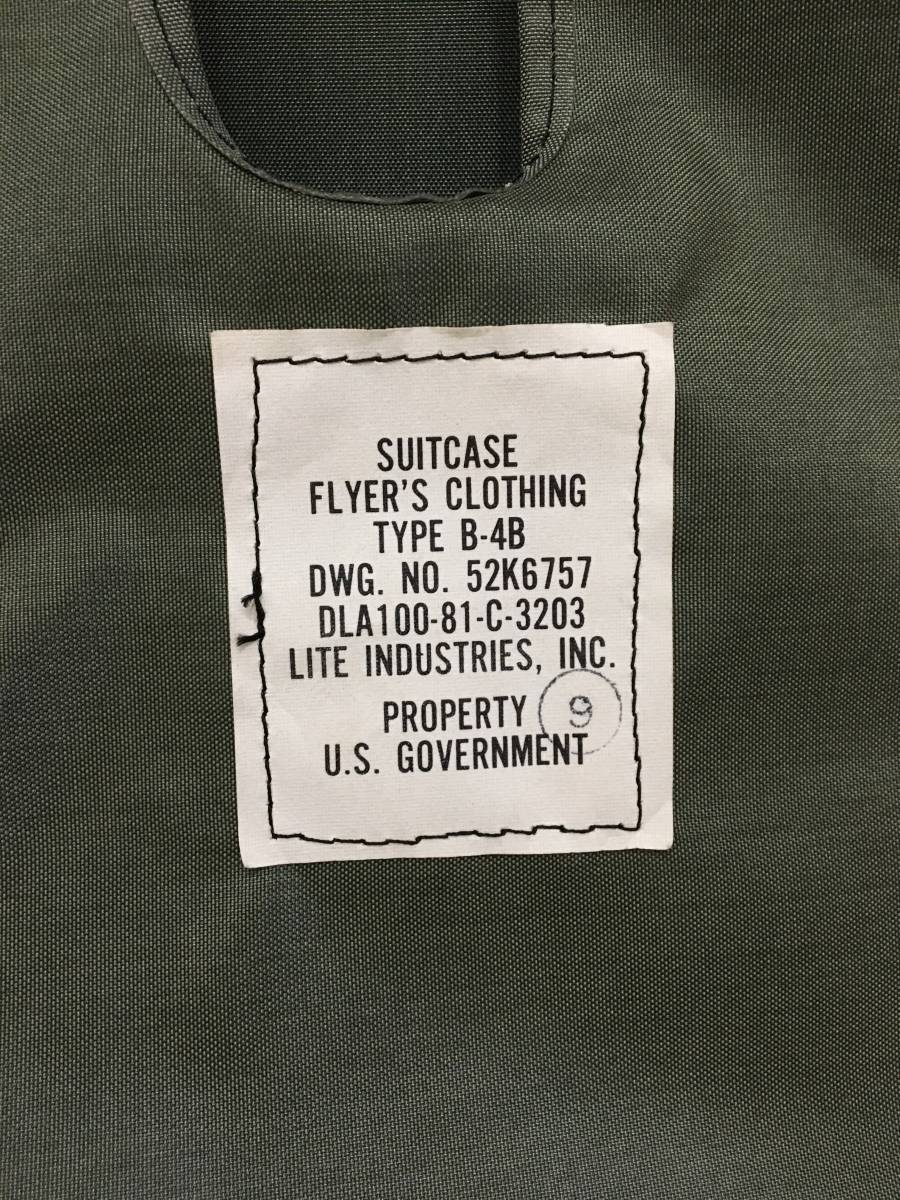 SUITCASE
FLYER'S CLOTHING
TYPE B-4B
DWG. NO. 52K6757
DLA100-81-C-3203
LITE INDUSTRIES, INC.
PROPERTY 9
U.S. GOVERNMENT